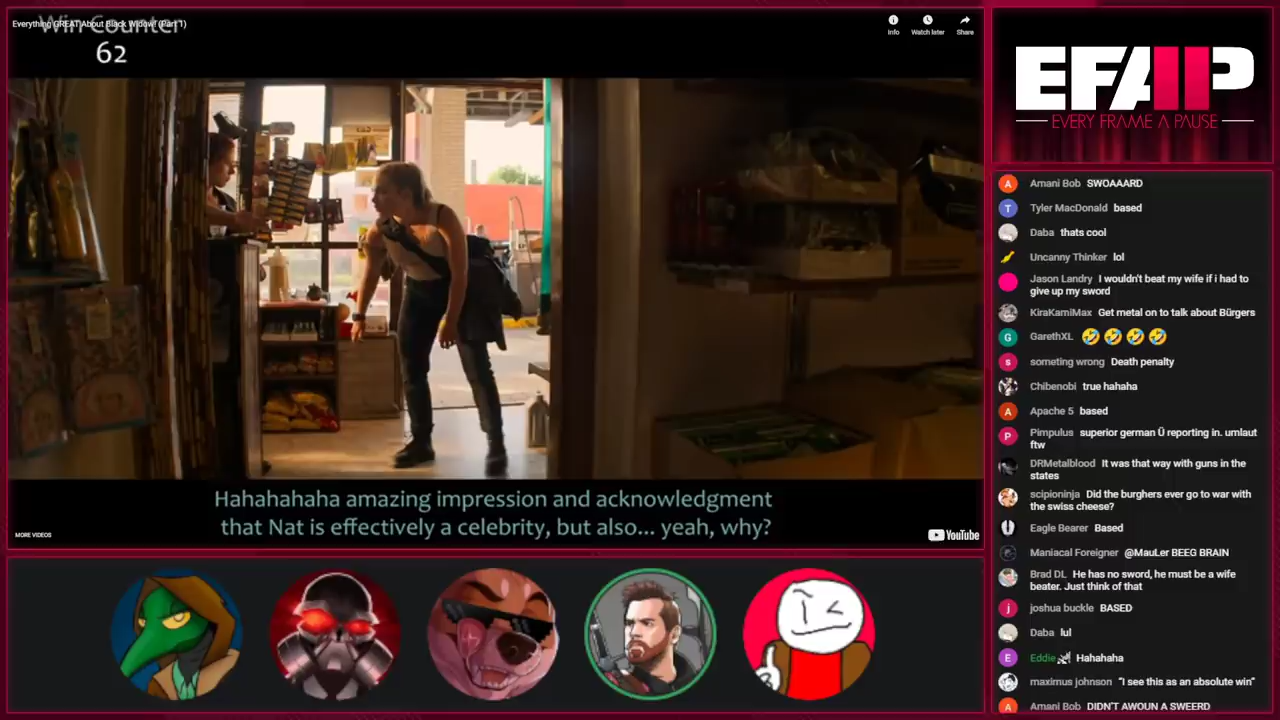 Everything GREAT About Black Widow! (Part 1)
Win Counter
62
Info
Watch later
Share
Hahahahaha amazing impression and acknowledgment
that Nat is effectively a celebrity, but also... yeah, why?
MORE VIDEOS
YouTube
EFAP
EVERY FRAME A PAUSE
A Amani Bob SWOAAARD
T Tyler MacDonald based
Daba thats cool
Uncanny Thinker lol
Jason Landry I wouldn't beat my wife if i had to
give up my sword
KiraKamiMax Get metal on to talk about Bürgers
G GarethXL 🤣🤣🤣🤣
s someting wrong Death penalty
Chibenobi true hahaha
A Apache 5 based
P Pimpulus superior german Ü reporting in. umlaut
ftw
DRMetalblood It was that way with guns in the
states
scipioninja Did the burghers ever go to war with
the swiss cheese?
Eagle Bearer Based
Maniacal Foreigner @MauLer BEEG BRAIN
Brad DL He has no sword, he must be a wife
beater. Just think of that
j joshua buckle BASED
Daba lul
E Eddie Hahahaha
maximus johnson “I see this as an absolute win”
A Amani Bob DIDN'T AWOUN A SWEERD